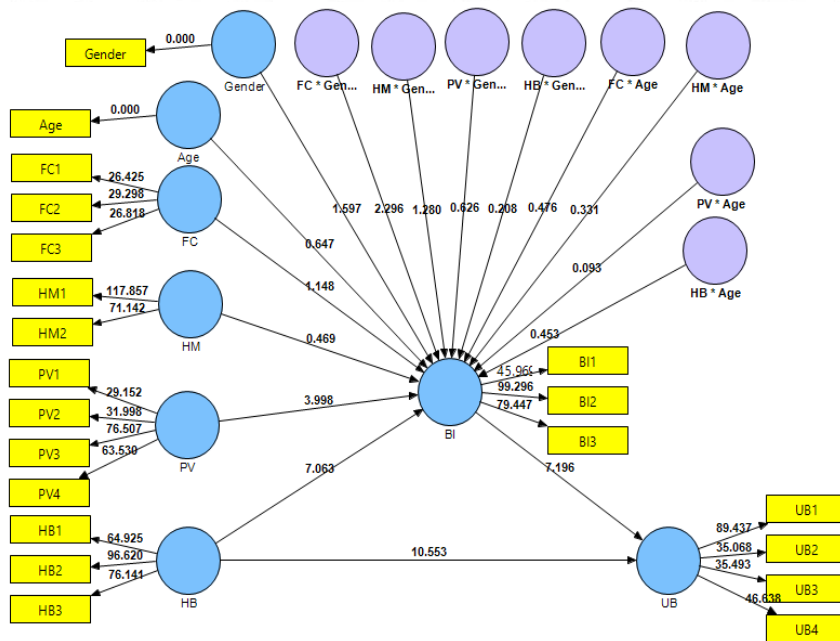 0.000
Gender
Gender
FC * Gen...
HM * Gen...
PV * Gen...
HB * Gen...
FC * Age
HM * Age
0.000
Age
Age
FC1
26.425
FC2
29.298
FC3
26.818
FC
PV * Age
HB * Age
1.597
2.296
1.280
0.626
0.208
0.476
0.331
0.647
0.093
1.148
HM1
117.857
HM2
71.142
HM
0.469
0.453
PV1
29.152
PV2
31.998
PV3
76.507
PV4
63.530
PV
3.998
BI
45.969
BI1
99.296
BI2
79.447
BI3
7.063
7.196
HB1
64.925
HB2
96.620
HB3
76.141
HB
10.553
UB
89.437
UB1
35.068
UB2
35.493
UB3
46.638
UB4